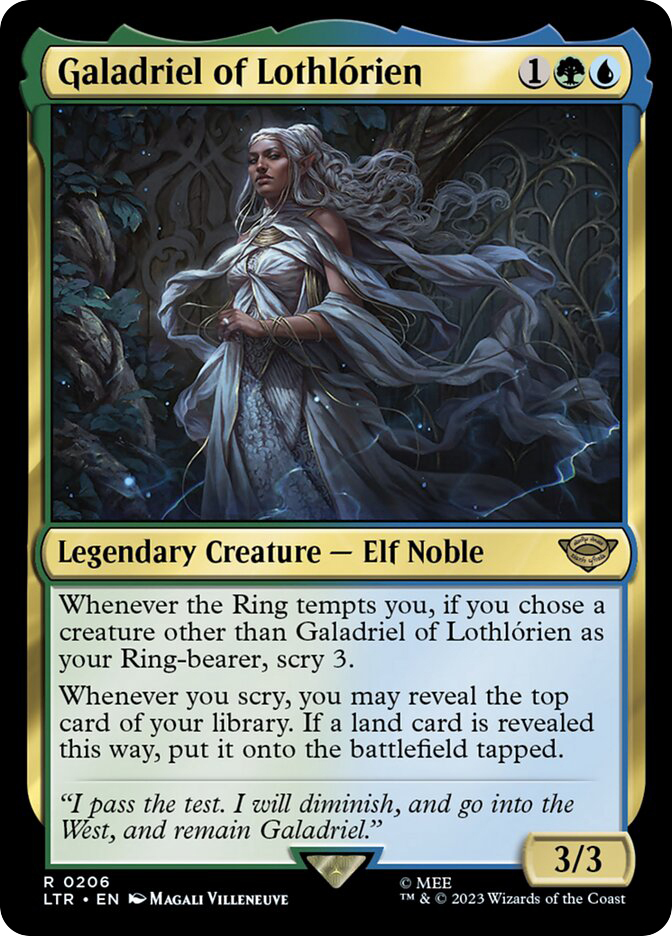 Galadriel of Lothlórien 1
Legendary Creature — Elf Noble
Whenever the Ring tempts you, if you chose a
creature other than Galadriel of Lothlórien as
your Ring-bearer, scry 3.
Whenever you scry, you may reveal the top
card of your library. If a land card is revealed
this way, put it onto the battlefield tapped.
“I pass the test. I will diminish, and go into the
West, and remain Galadriel.”
3/3
R 0206
LTR • EN Magali Villeneuve
© MEE
™ & © 2023 Wizards of the Coast